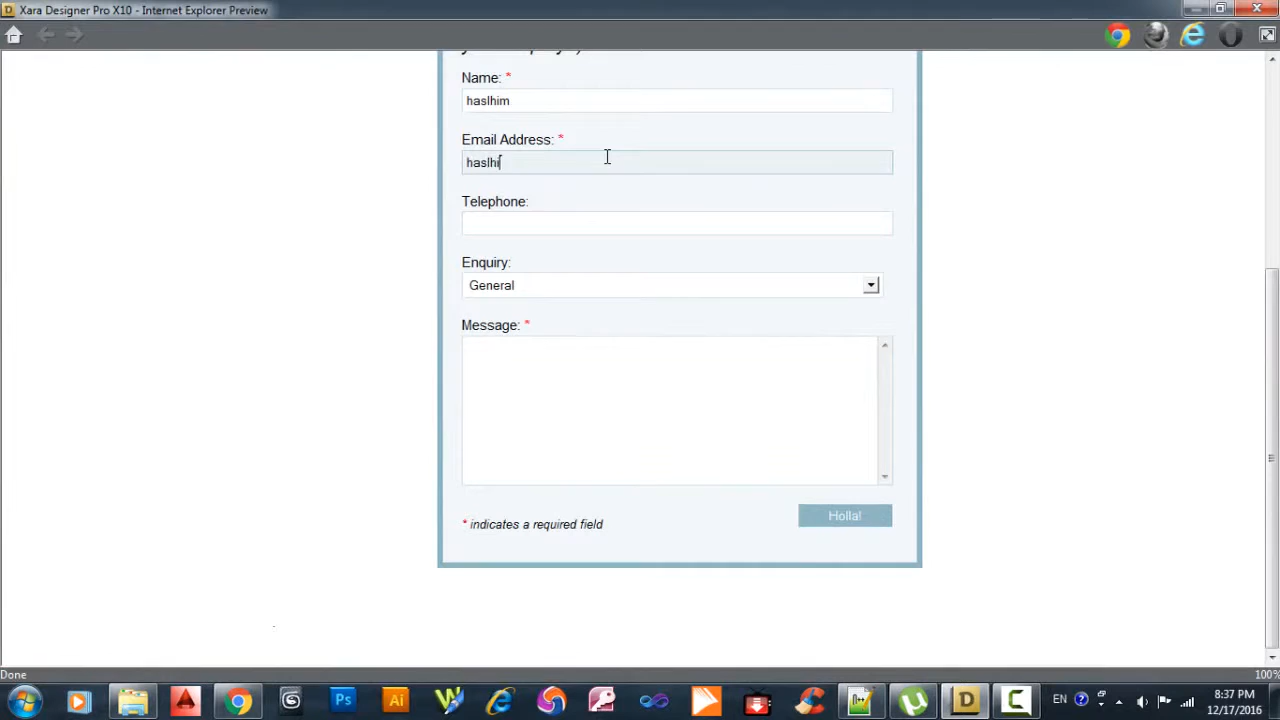 Xara Designer Pro X10 - Internet Explorer Preview
Name: *
haslhim
Email Address: *
haslhi
Telephone:
Enquiry:
General
Message: *
* indicates a required field
Holla!
Done
100%
EN
8:37 PM
12/17/2016